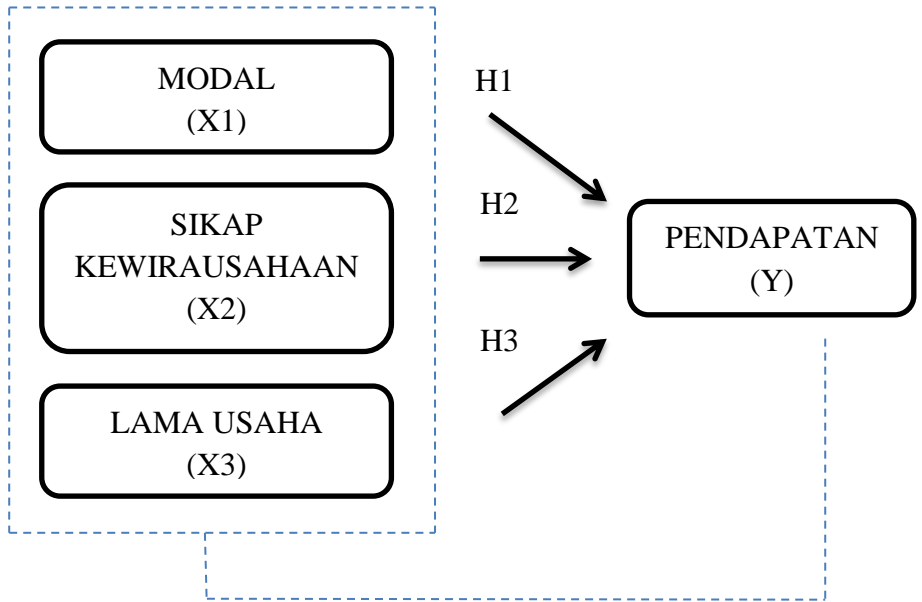 MODAL
(X1)
H1
SIKAP
KEWIRAUSAHAAN
(X2)
H2
PENDAPATAN
(Y)
H3
LAMA USAHA
(X3)